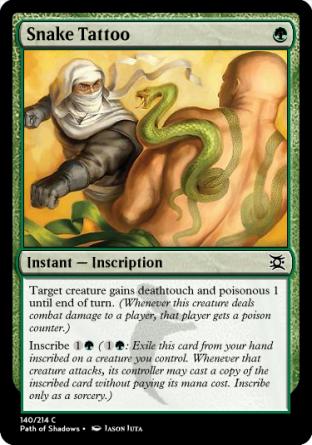 Snake Tattoo
Instant — Inscription
Target creature gains deathtouch and poisonous 1
until end of turn. (Whenever this creature deals
combat damage to a player, that player gets a poison
counter.)
Inscribe 1 ( 1 : Exile this card from your hand
inscribed on a creature you control. Whenever that
creature attacks, its controller may cast a copy of the
inscribed card without paying its mana cost. Inscribe
only as a sorcery.)
140/214 C
Path of Shadows • Jason Juta